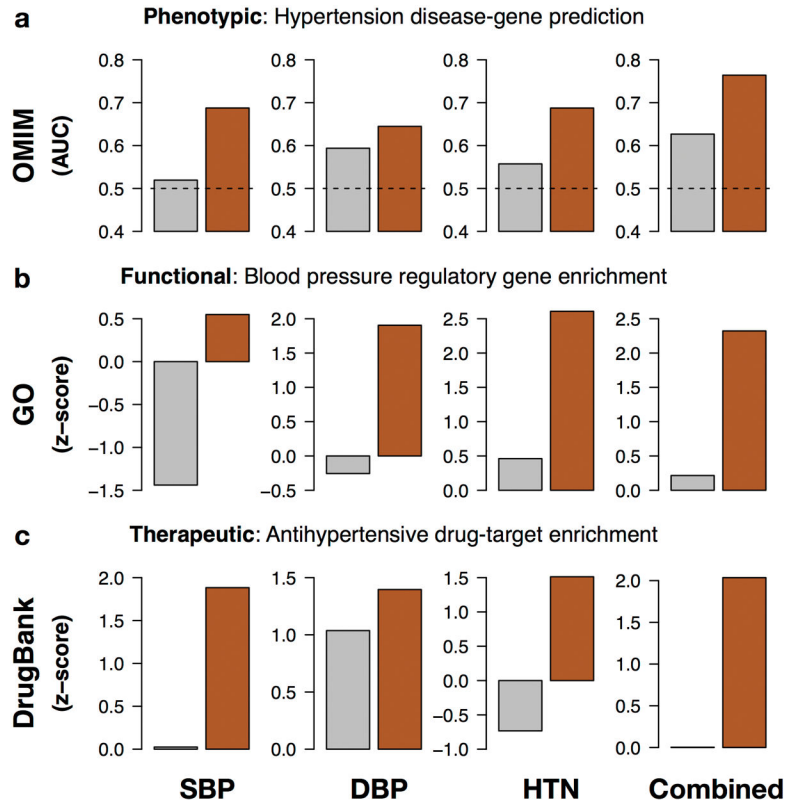 a Phenotypic: Hypertension disease-gene prediction
OMIM
(AUC)
0.8 0.8 0.8 0.8
0.7 0.7 0.7 0.7
0.6 0.6 0.6 0.6
0.5 0.5 0.5 0.5
0.4 0.4 0.4 0.4
b Functional: Blood pressure regulatory gene enrichment
GO
(z−score)
0.5 2.0 2.5 2.5
0.0 1.5 2.0 2.0
−0.5 1.0 1.5 1.5
−1.0 0.5 1.0 1.0
−1.5 0.0 0.5 0.5
−0.5 0.0 0.0
c Therapeutic: Antihypertensive drug-target enrichment
DrugBank
(z−score)
2.0 1.5 1.5 2.0
1.5 1.0 1.0 1.5
1.0 0.5 0.5 1.0
0.5 0.0 0.0 0.5
0.0 −0.5 0.0
−1.0
SBP DBP HTN Combined